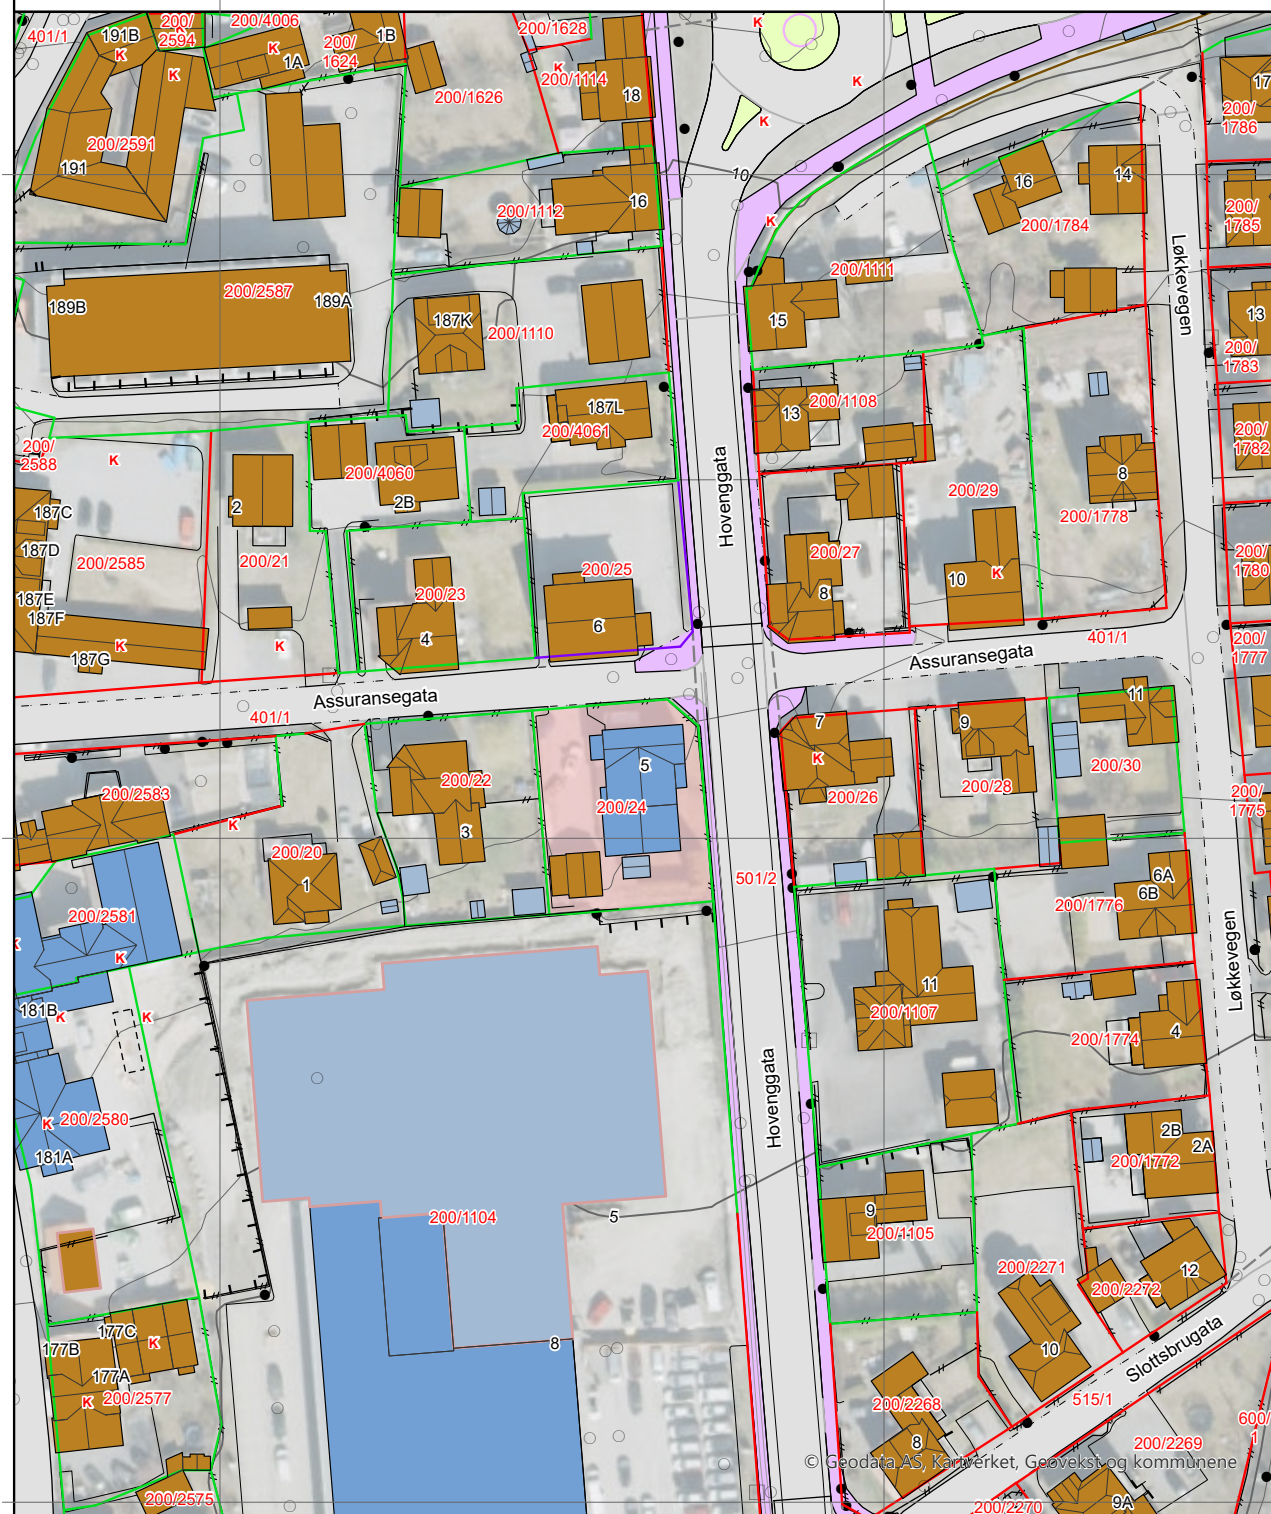 401/1
191B
200/
2594
200/4006
K
K
K
1A
200/
1624
1B
200/1628
K
200/1114
18
K
K
K
17
200/
1786
200/1626
200/2591
191
10
16
14
16
200/1112
K
200/1784
200/
1785
Løkkevegen
200/1111
189B
200/2587
189A
187K
200/1110
15
13
200/
1783
187L
200/4061
13
200/1108
200/
1782
200/
2588
K
200/4060
2B
2
187C
187D
187E
187F
187G
200/2585
200/21
K
K
200/23
4
200/25
6
Hovenggata
200/27
8
200/29
10
K
8
200/1778
200/
1780
401/1
200/
1777
Assuransegata
Assuransegata
401/1
7
K
200/26
9
200/28
11
200/30
200/
1775
200/2583
K
200/20
1
200/22
3
5
200/24
501/2
200/2581
K
K
200/1776
6A
6B
Løkkevegen
181B
K
K
11
200/1107
200/1774
4
K
200/2580
181A
Hovenggata
2B
2A
200/1772
200/1104
5
9
200/1105
200/2271
200/2272
12
177C
177B
K
177A
K
200/2577
8
10
Slottsbrugata
515/1
200/2268
8
200/2269
600/
1
© Geodata AS, Kartverket, Geovekst og kommunene
200/2575
200/2270
9A